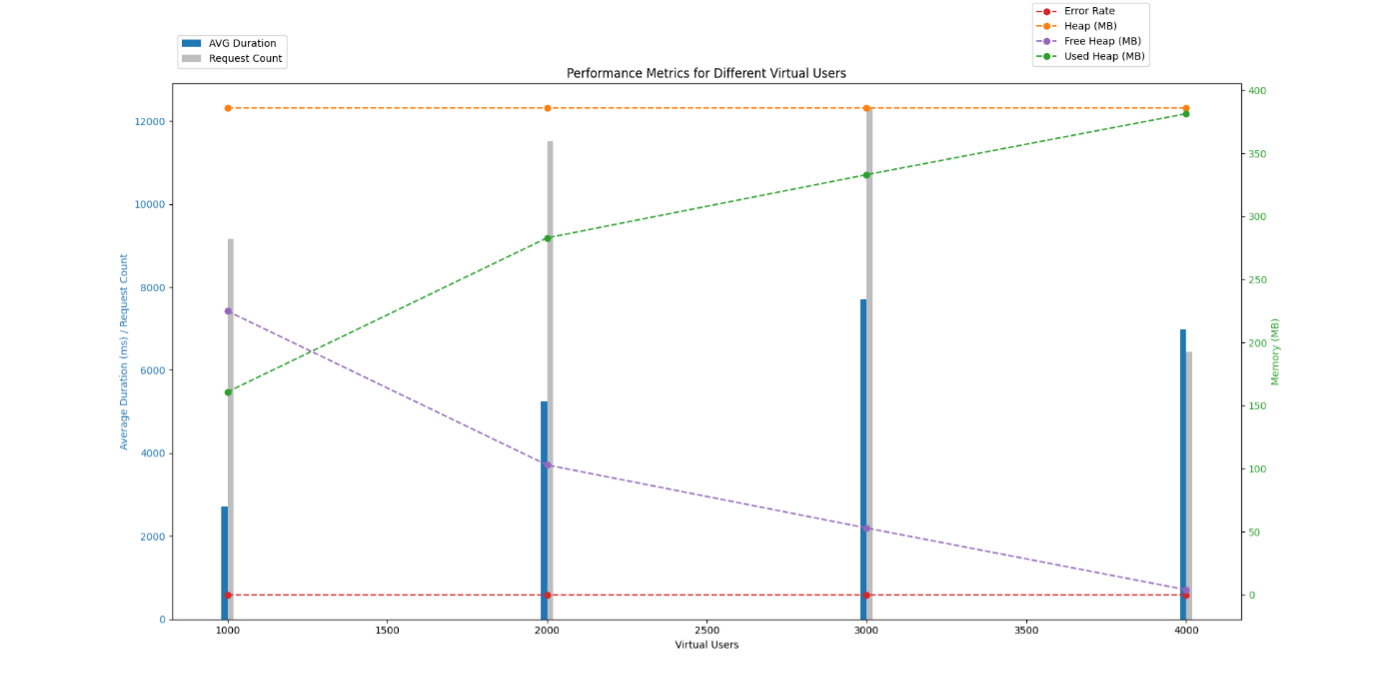 Error Rate
Heap (MB)
Free Heap (MB)
Used Heap (MB)
AVG Duration
Request Count
Performance Metrics for Different Virtual Users
12000
10000
8000
6000
4000
2000
0
Average Duration (ms) / Request Count
400
350
300
250
200
150
100
50
0
Memory (MB)
1000 1500 2000 2500 3000 3500 4000
Virtual Users